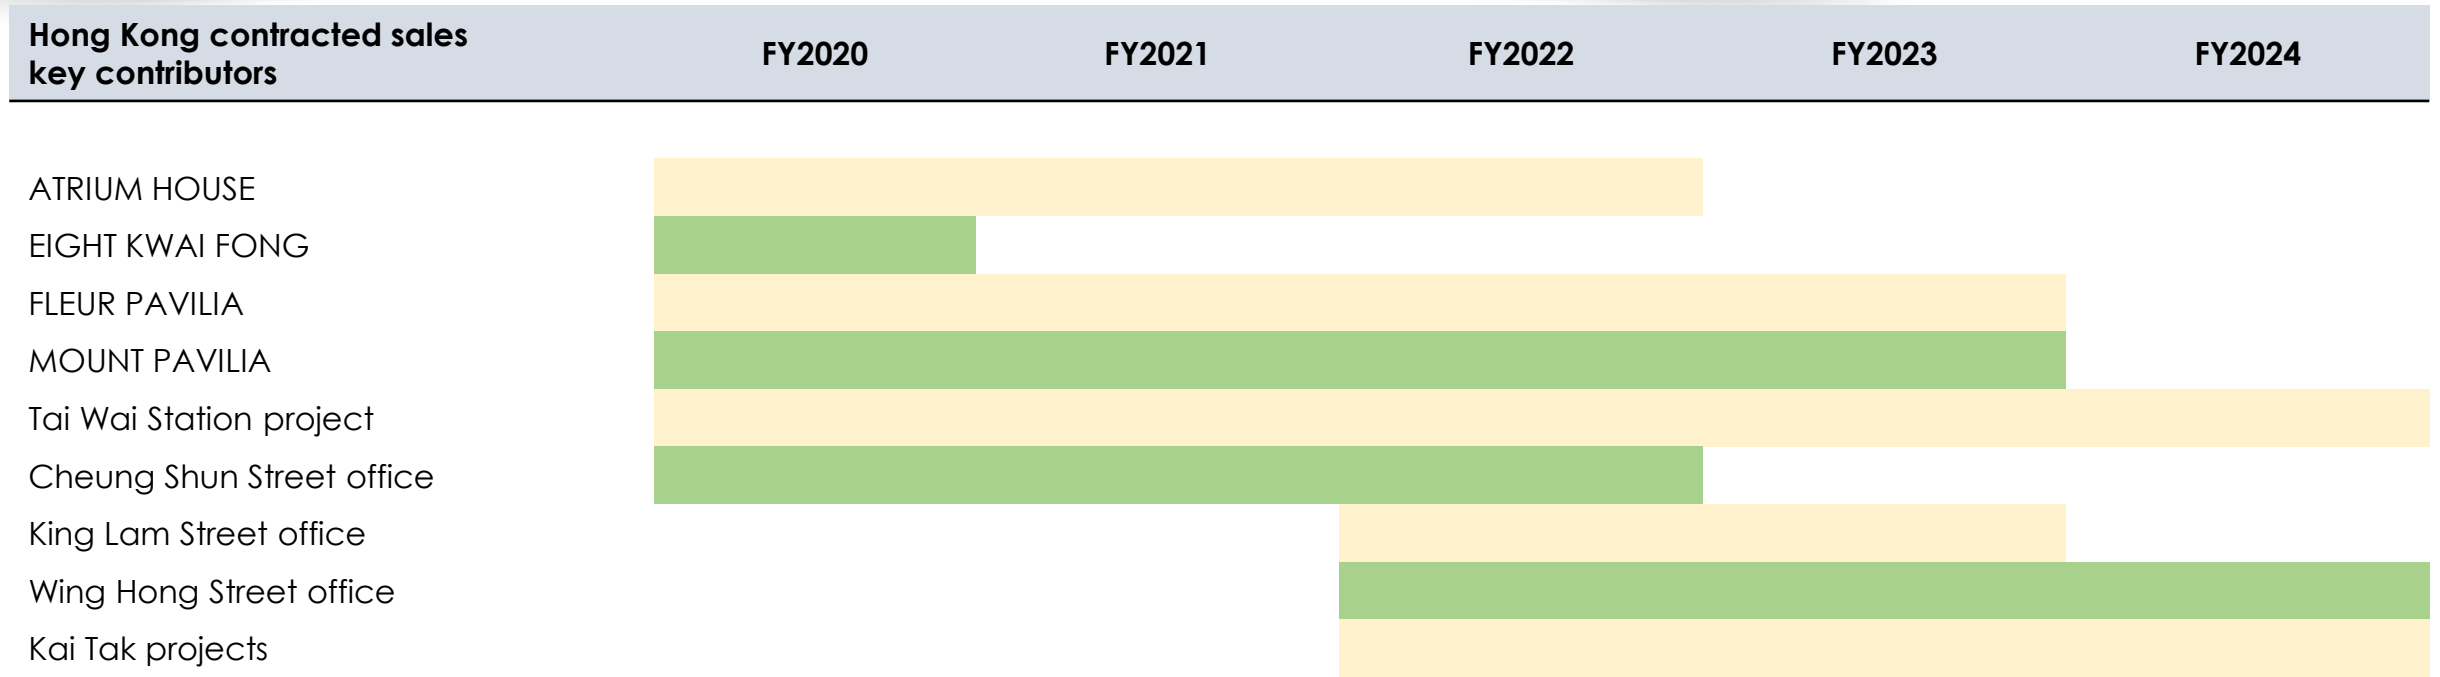 Hong Kong contracted sales
key contributors
FY2020 FY2021 FY2022 FY2023 FY2024
ATRIUM HOUSE
EIGHT KWAI FONG
FLEUR PAVILIA
MOUNT PAVILIA
Tai Wai Station project
Cheung Shun Street office
King Lam Street office
Wing Hong Street office
Kai Tak projects